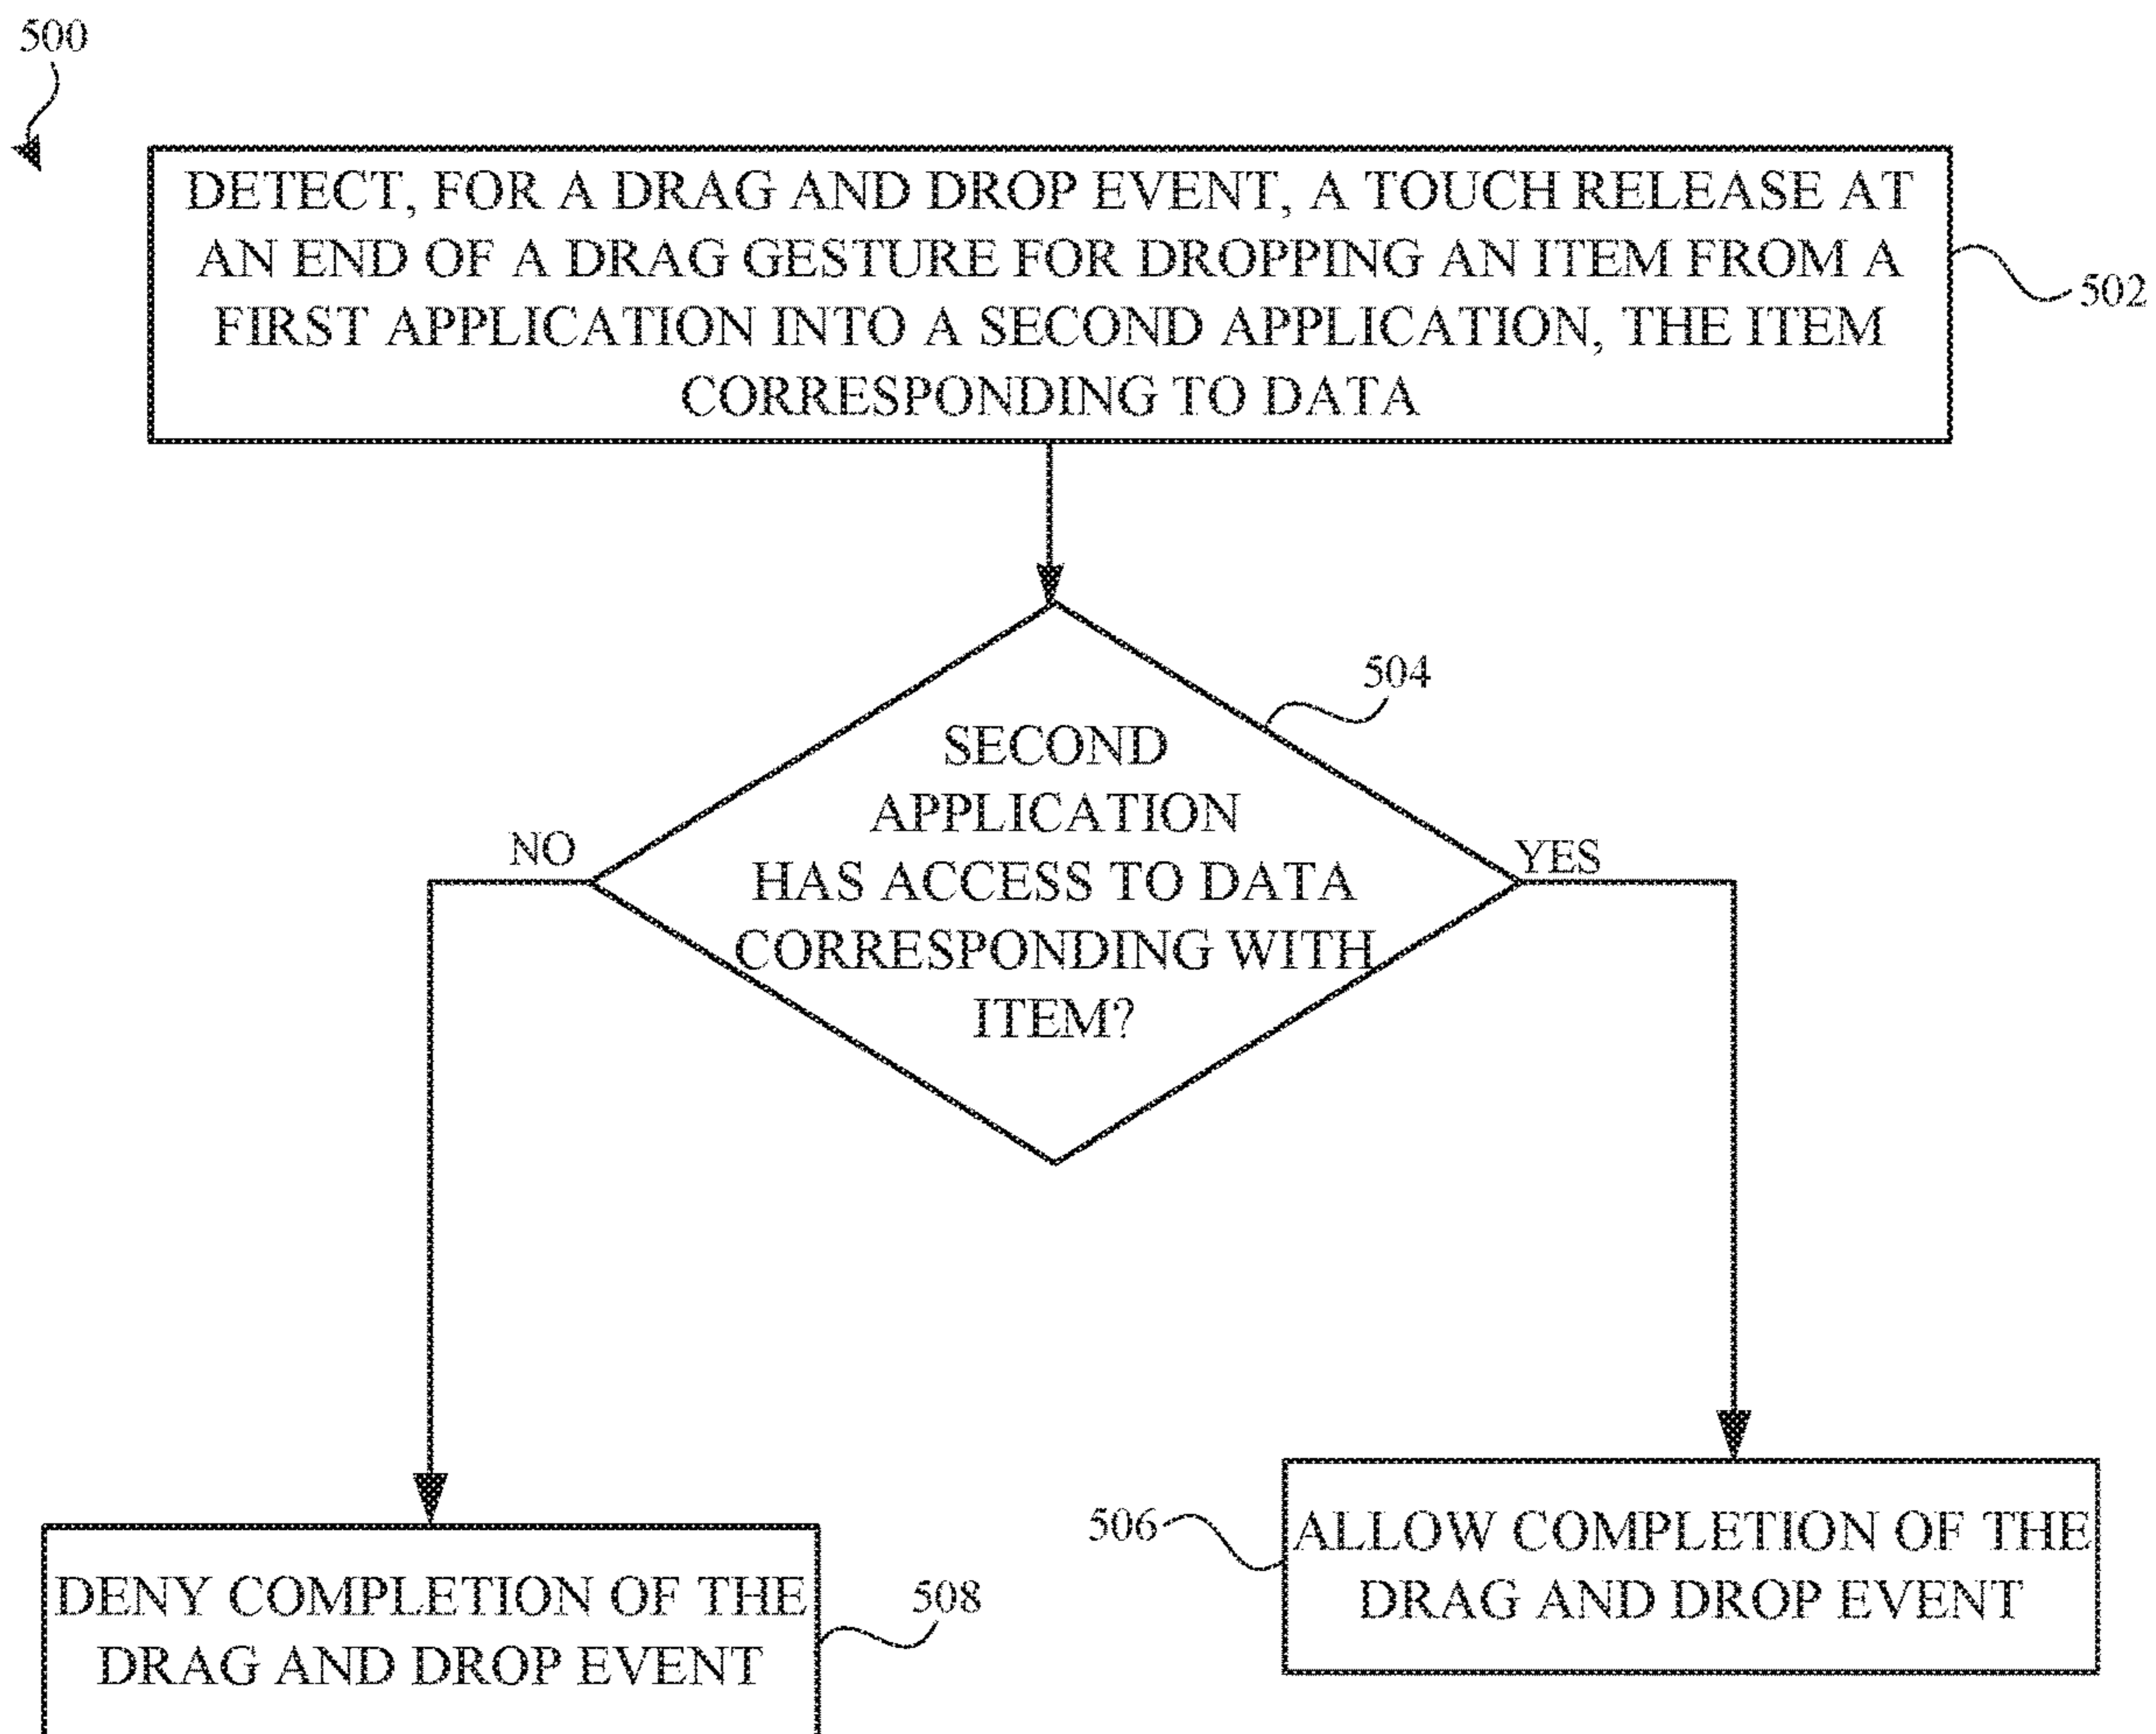 500
DETECT, FOR A DRAG AND DROP EVENT, A TOUCH RELEASE AT
AN END OF A DRAG GESTURE FOR DROPPING AN ITEM FROM A
FIRST APPLICATION INTO A SECOND APPLICATION, THE ITEM
CORRESPONDING TO DATA
502
504
SECOND
APPLICATION
HAS ACCESS TO DATA
CORRESPONDING WITH
ITEM?
NO
YES
506
ALLOW COMPLETION OF THE
DRAG AND DROP EVENT
DENY COMPLETION OF THE
DRAG AND DROP EVENT
508